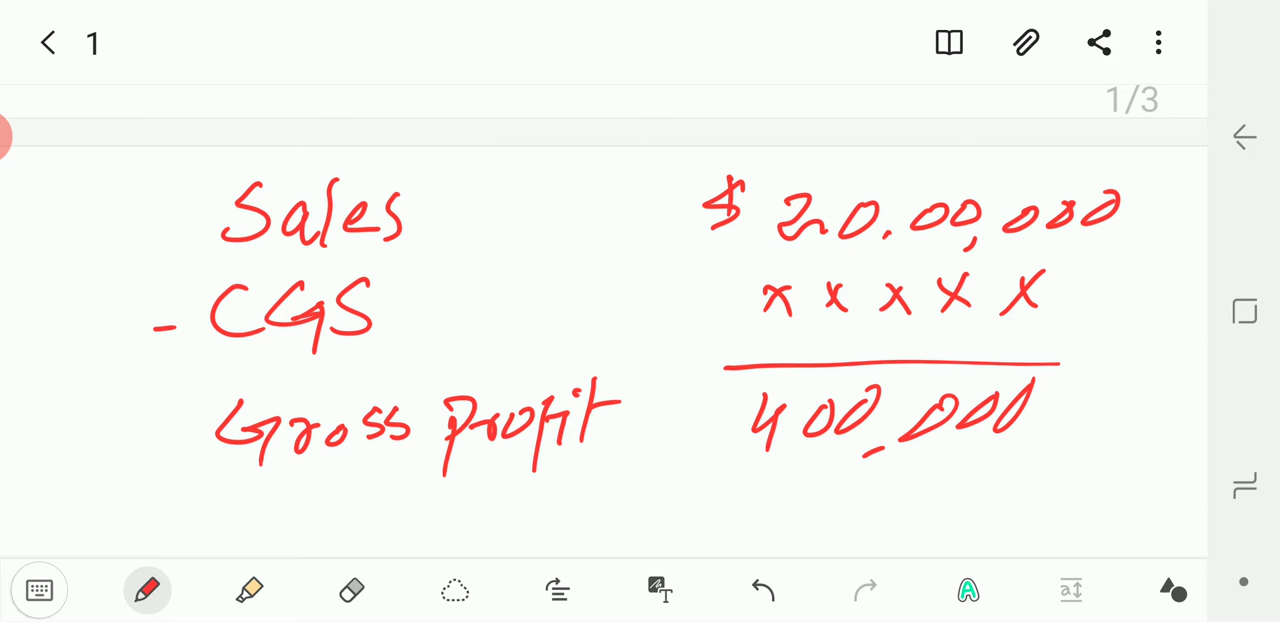 1
1/3
Sales $ 20.00,000
- CGS x x x x x
Gross profit 400,000